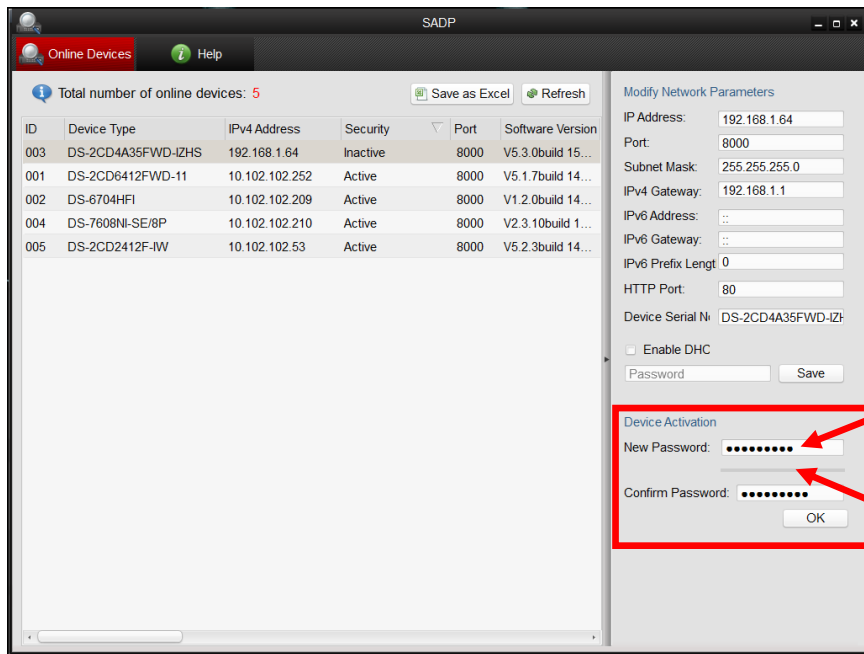 SADP
Online Devices
Help
Total number of online devices: 5
Save as Excel
Refresh
ID Device Type IPv4 Address Security Port Software Version
003 DS-2CD4A35FWD-IZHS 192.168.1.64 Inactive 8000 V5.3.0build 15...
001 DS-2CD6412FWD-11 10.102.102.252 Active 8000 V5.1.7build 14...
002 DS-6704HFI 10.102.102.209 Active 8000 V1.2.0build 14...
004 DS-7608NI-SE/8P 10.102.102.210 Active 8000 V2.3.10build 1...
005 DS-2CD2412F-IW 10.102.102.53 Active 8000 V5.2.3build 14...
Modify Network Parameters
IP Address: 192.168.1.64
Port: 8000
Subnet Mask: 255.255.255.0
IPv4 Gateway: 192.168.1.1
IPv6 Address: ::
IPv6 Gateway: ::
IPv6 Prefix Lengt 0
HTTP Port: 80
Device Serial No DS-2CD4A35FWD-IZH
Enable DHC
Password Save
Device Activation
New Password: ●●●●●●●●●
Confirm Password: ●●●●●●●●●
OK